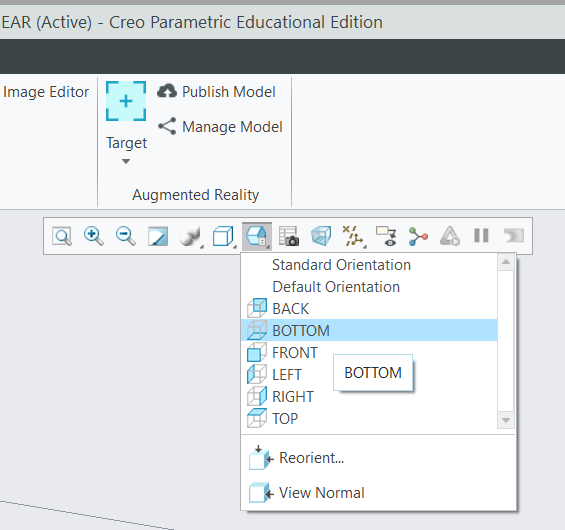 EAR (Active) - Creo Parametric Educational Edition
Image Editor
Publish Model
Manage Model
Target
Augmented Reality
Standard Orientation
Default Orientation
BACK
BOTTOM
FRONT
LEFT
BOTTOM
RIGHT
TOP
Reorient...
View Normal